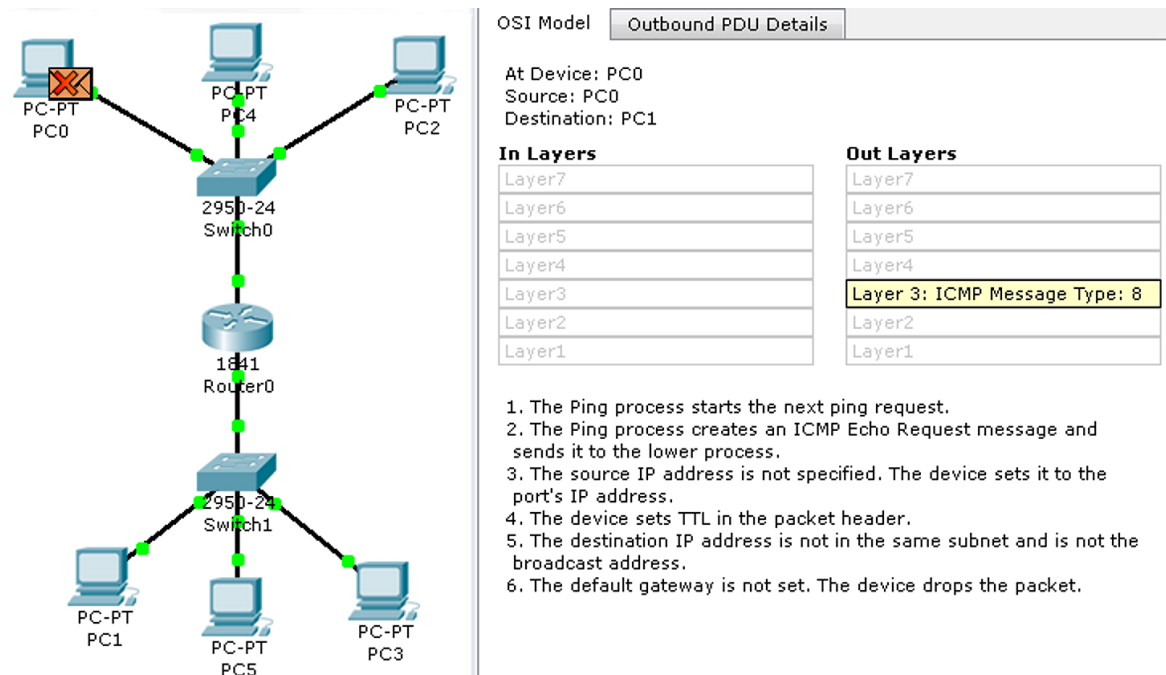 PC-PT
PC0
PC-PT
PC4
PC-PT
PC2
2950-24
Switch0
1841
Router0
2950-24
Switch1
PC-PT
PC1
PC-PT
PC5
PC-PT
PC3
OSI Model
Outbound PDU Details
At Device: PC0
Source: PC0
Destination: PC1
In Layers
Layer7
Layer6
Layer5
Layer4
Layer3
Layer2
Layer1
Out Layers
Layer7
Layer6
Layer5
Layer4
Layer 3: ICMP Message Type: 8
Layer2
Layer1
1. The Ping process starts the next ping request.
2. The Ping process creates an ICMP Echo Request message and
sends it to the lower process.
3. The source IP address is not specified. The device sets it to the
port's IP address.
4. The device sets TTL in the packet header.
5. The destination IP address is not in the same subnet and is not the
broadcast address.
6. The default gateway is not set. The device drops the packet.